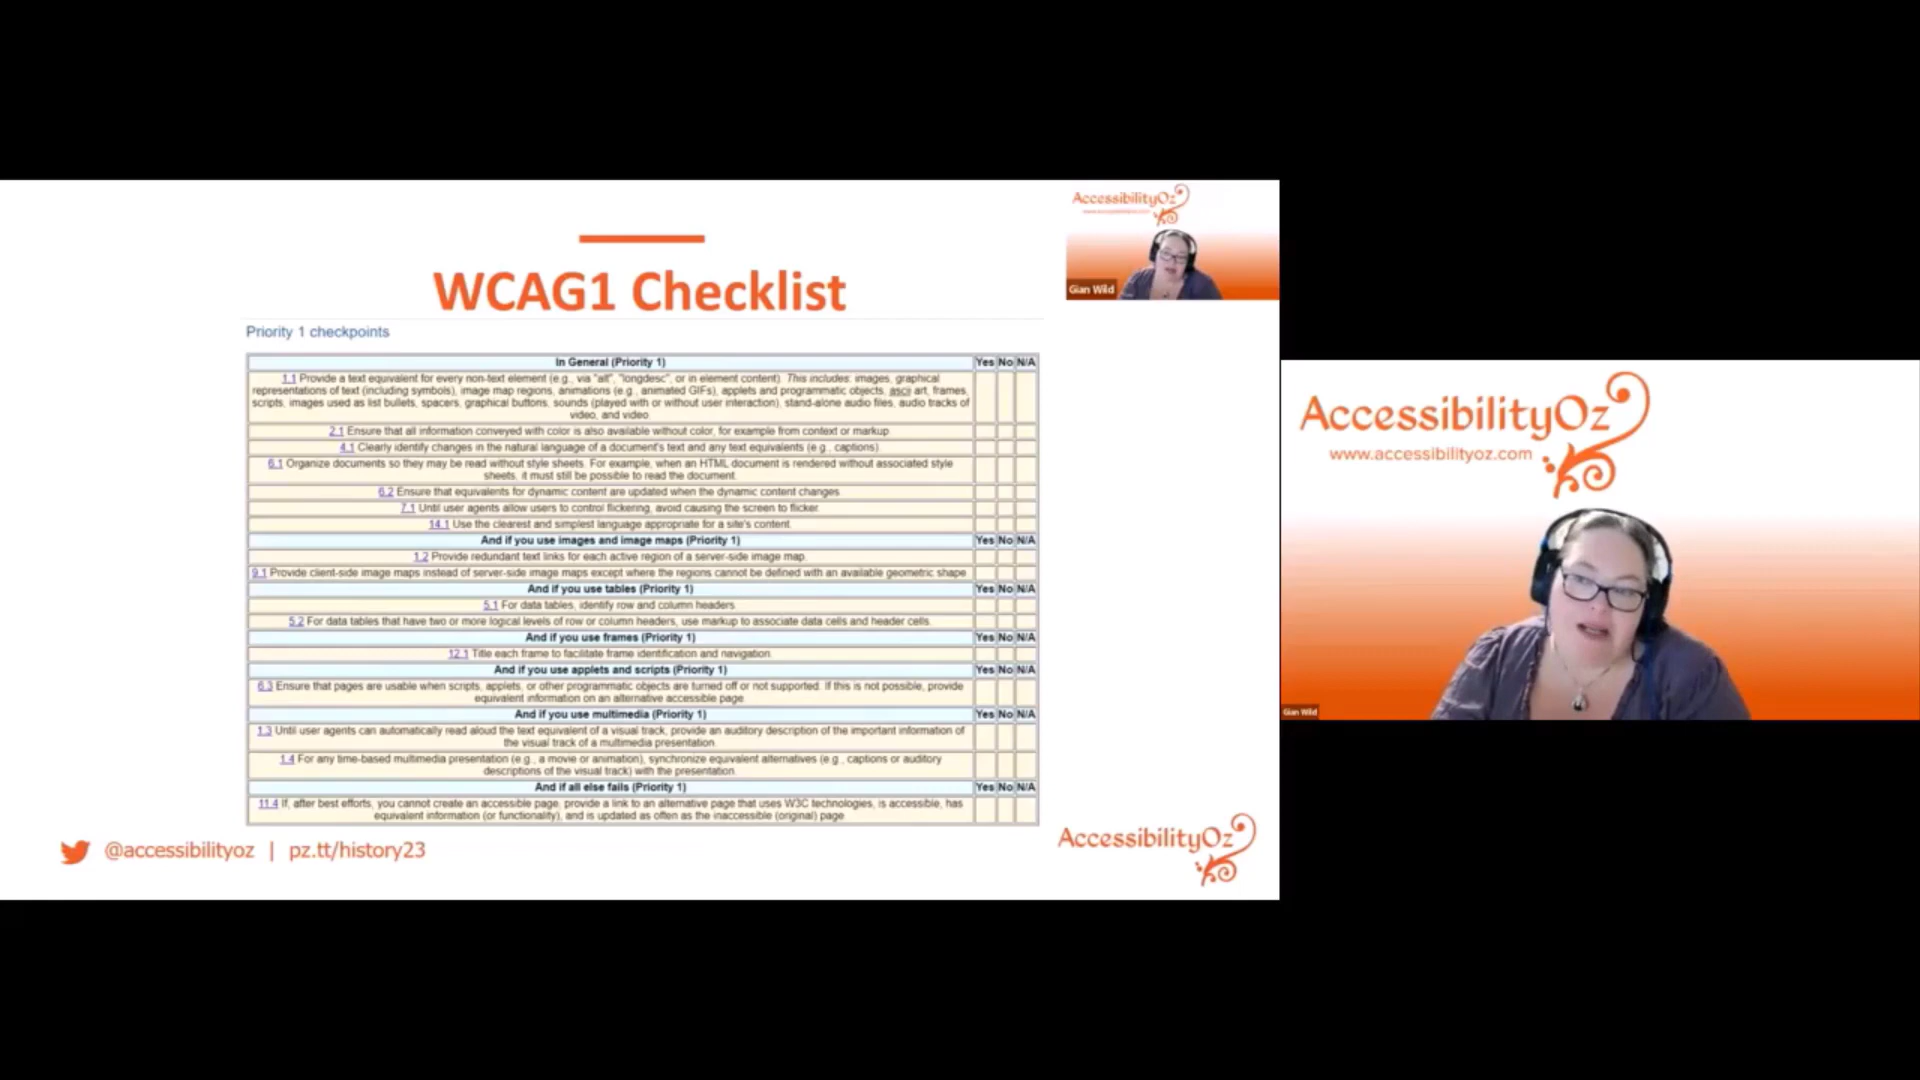 AccessibilityOz
Gian Wild
WCAG1 Checklist
Priority 1 checkpoints
In General (Priority 1) Yes No N/A
1.1 Provide a text equivalent for every non-text element (e.g., via "alt", "longdesc", or in element content). This includes: images, graphical
representations of text (including symbols), image map regions, animations (e.g., animated GIFs), applets and programmatic objects, ascii art, frames,
scripts, images used as list bullets, spacers, graphical buttons, sounds (played with or without user interaction), stand-alone audio files, audio tracks of
video, and video.
2.1 Ensure that all information conveyed with color is also available without color, for example from context or markup.
4.1 Clearly identify changes in the natural language of a document's text and any text equivalents (e.g., captions).
6.1 Organize documents so they may be read without style sheets. For example, when an HTML document is rendered without associated style
sheets, it must still be possible to read the document.
6.2 Ensure that equivalents for dynamic content are updated when the dynamic content changes.
7.1 Until user agents allow users to control flickering, avoid causing the screen to flicker.
14.1 Use the clearest and simplest language appropriate for a site's content.
And if you use images and image maps (Priority 1) Yes No N/A
1.2 Provide redundant text links for each active region of a server-side image map.
9.1 Provide client-side image maps instead of server-side image maps except where the regions cannot be defined with an available geometric shape.
And if you use tables (Priority 1) Yes No N/A
5.1 For data tables, identify row and column headers.
5.2 For data tables that have two or more logical levels of row or column headers, use markup to associate data cells and header cells.
And if you use frames (Priority 1) Yes No N/A
12.1 Title each frame to facilitate frame identification and navigation.
And if you use applets and scripts (Priority 1) Yes No N/A
6.3 Ensure that pages are usable when scripts, applets, or other programmatic objects are turned off or not supported. If this is not possible, provide
equivalent information on an alternative accessible page.
And if you use multimedia (Priority 1) Yes No N/A
1.3 Until user agents can automatically read aloud the text equivalent of a visual track, provide an auditory description of the important information of
the visual track of a multimedia presentation.
1.4 For any time-based multimedia presentation (e.g., a movie or animation), synchronize equivalent alternatives (e.g., captions or auditory
descriptions of the visual track) with the presentation.
And if all else fails (Priority 1) Yes No N/A
11.4 If, after best efforts, you cannot create an accessible page, provide a link to an alternative page that uses W3C technologies, is accessible, has
equivalent information (or functionality), and is updated as often as the inaccessible (original) page.
@accessibilityoz | pz.tt/history23
AccessibilityOz
AccessibilityOz
www.accessibilityoz.com
Gian Wild